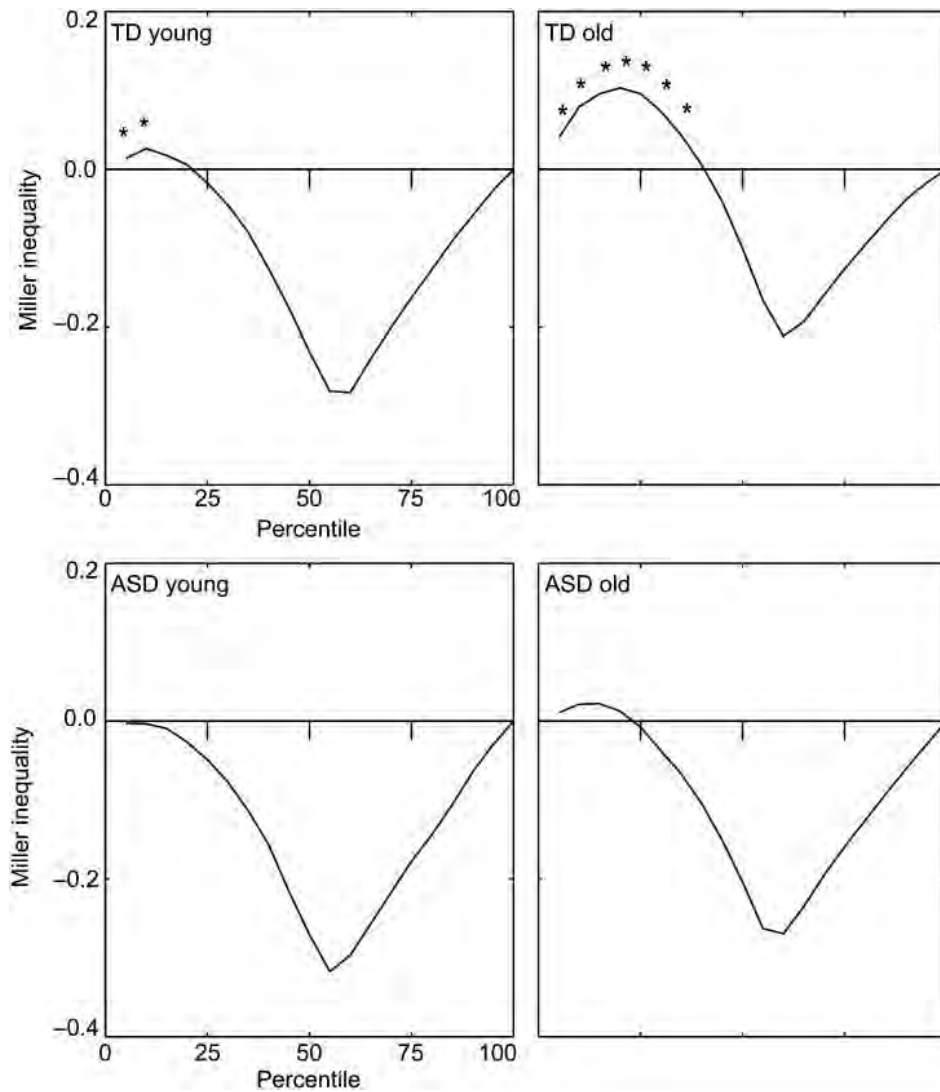 0.2
TD young
TD old
* *
* * * * * * *
0.0
Miller inequality
−0.2
−0.4
0 25 50 75 100
Percentile
0.2
ASD young
ASD old
0.0
Miller inequality
−0.2
−0.4
0 25 50 75 100
Percentile